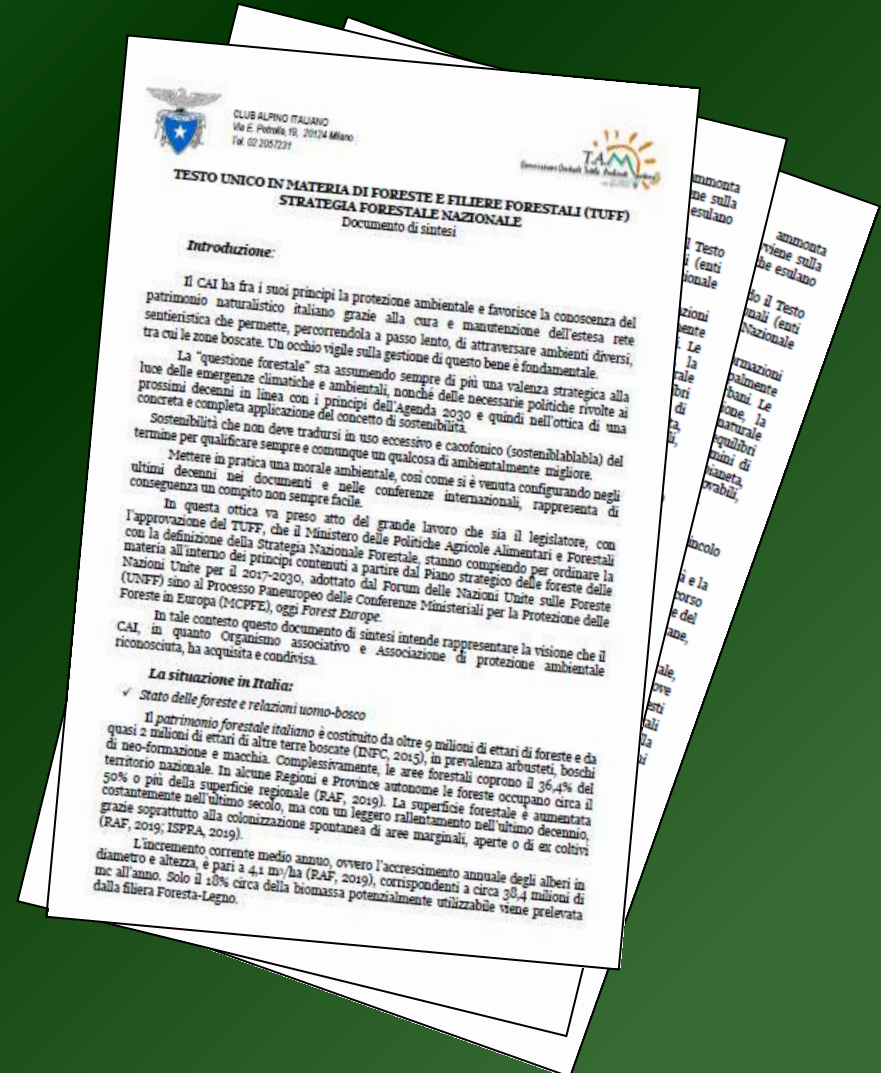 CLUB ALPINO ITALIANO
Via E. Petrella, 19, 20124 Milano
Tel. 02 2057231
T.A.M
TESTO UNICO IN MATERIA DI FORESTE E FILIERE FORESTALI (TUFF)
STRATEGIA FORESTALE NAZIONALE
Documento di sintesi
Introduzione:
Il CAI ha fra i suoi principi la protezione ambientale e favorisce la conoscenza del
patrimonio naturalistico italiano grazie alla cura e manutenzione dell'estesa rete
sentieristica che permette, percorrendola a passo lento, di attraversare ambienti diversi,
tra cui le zone boscate. Un occhio vigile sulla gestione di questo bene è fondamentale.
La "questione forestale" sta assumendo sempre di più una valenza strategica alla
luce delle emergenze climatiche e ambientali, nonché delle necessarie politiche rivolte ai
prossimi decenni in linea con i principi dell'Agenda 2030 e quindi nell'ottica di una
concreta e completa applicazione del concetto di sostenibilità.
Sostenibilità che non deve tradursi in uso eccessivo e cacofonico (sosteniblablabla) del
termine per qualificare sempre e comunque un qualcosa di ambientalmente migliore.
Mettere in pratica una morale ambientale, così come si è venuta configurando negli
ultimi decenni nei documenti e nelle conferenze internazionali, rappresenta di
conseguenza un compito non sempre facile.
In questa ottica va preso atto del grande lavoro che sia il legislatore, con
l'approvazione del TUFF, che il Ministero delle Politiche Agricole Alimentari e Forestali
con la definizione della Strategia Nazionale Forestale, stanno compiendo per ordinare la
materia all'interno dei principi contenuti a partire dal Piano strategico delle foreste delle
Nazioni Unite per il 2017-2030, adottato dal Forum delle Nazioni Unite sulle Foreste
(UNFF) sino al Processo Paneuropeo delle Conferenze Ministeriali per la Protezione delle
Foreste in Europa (MCPFE), oggi Forest Europe.
In tale contesto questo documento di sintesi intende rappresentare la visione che il
CAI, in quanto Organismo associativo e Associazione di protezione ambientale
riconosciuta, ha acquisita e condivisa.
La situazione in Italia:
✓ Stato delle foreste e relazioni uomo-bosco
Il patrimonio forestale italiano è costituito da oltre 9 milioni di ettari di foreste e da
quasi 2 milioni di ettari di altre terre boscate (INFC, 2015), in prevalenza arbusteti, boschi
di neo-formazione e macchia. Complessivamente, le aree forestali coprono il 36,4% del
territorio nazionale. In alcune Regioni e Province autonome le foreste occupano circa il
50% o più della superficie regionale (RAF, 2019). La superficie forestale è aumentata
costantemente nell'ultimo secolo, ma con un leggero rallentamento nell'ultimo decennio,
grazie soprattutto alla colonizzazione spontanea di aree marginali, aperte o di ex coltivi
(RAF, 2019; ISPRA, 2019).
L'incremento corrente medio annuo, ovvero l'accrescimento annuale degli alberi in
diametro e altezza, è pari a 4,1 m³/ha (RAF, 2019), corrispondenti a circa 38,4 milioni di
mc all'anno. Solo il 18% circa della biomassa potenzialmente utilizzabile viene prelevata
dalla filiera Foresta-Legno.
ammonta
esulano
Testo
(enti
ammonta
che esulano
il Testo
(enti
Nazionale